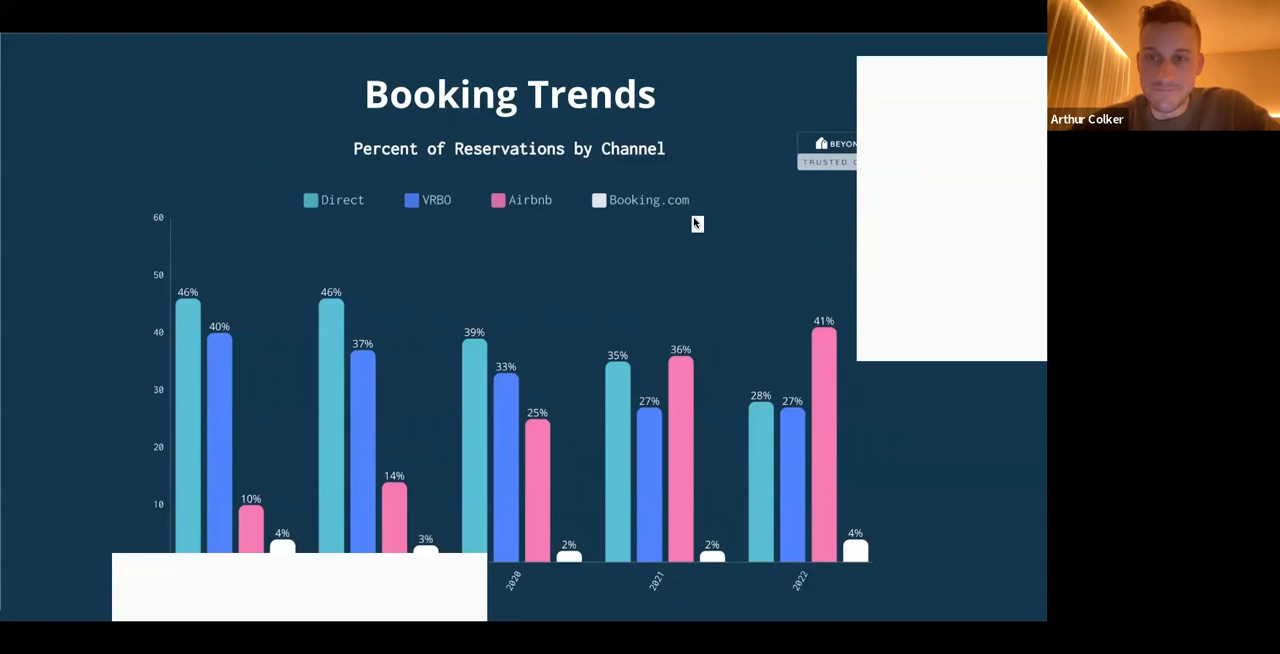 Booking Trends
Arthur Colker
Percent of Reservations by Channel
TRUSTED
Direct VRBO Airbnb Booking.com
60
50
40
30
20
10
46% 40% 10% 4%
46% 37% 14% 3%
39% 33% 25% 2%
35% 27% 36% 2%
28% 27% 41% 4%
2020 2021 2022